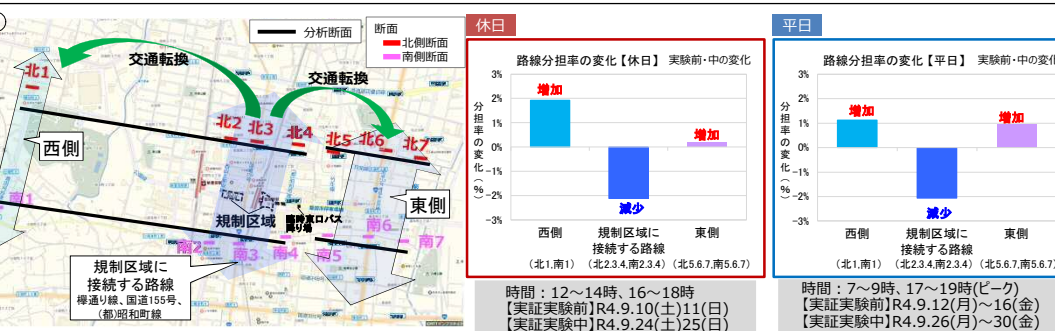 分析断面
断面
北側断面
南側断面
交通転換
交通転換
北1
北2
北3
北4
北5
北6
北7
西側
東側
規制区域
臨時東口バス
降り場
南1
南2
南3
南4
南5
南6
南7
規制区域に
接続する路線
欅通り線、国道155号、
(都)昭和町線
休日
路線分担率の変化【休日】 実験前・中の変化
分担率の変化(%)
3%
2%
1%
0%
−1%
−2%
−3%
増加
減少
増加
西側
規制区域に
接続する路線
東側
(北1,南1)
(北2.3.4,南2.3.4)
(北5.6.7,南5.6.7)
時間:12~14時、16~18時
【実証実験前】R4.9.10(土)11(日)
【実証実験中】R4.9.24(土)25(日)
平日
路線分担率の変化【平日】 実験前・中の変化
分担率の変化(%)
3%
2%
1%
0%
−1%
−2%
−3%
増加
減少
増加
西側
規制区域に
接続する路線
東側
(北1,南1)
(北2.3.4,南2.3.4)
(北5.6.7,南5.6.7)
時間:7~9時、17~19時(ピーク)
【実証実験前】R4.9.12(月)~16(金)
【実証実験中】R4.9.26(月)~30(金)